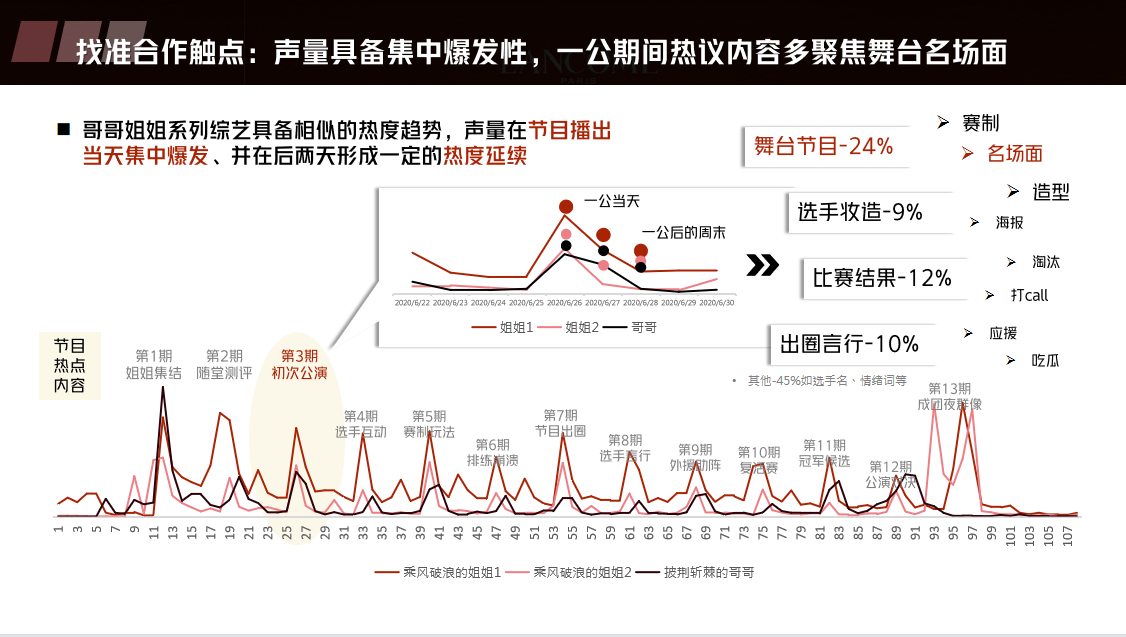 找准合作触点：声量具备集中爆发性，一公期间热议内容多聚焦舞台名场面
LANCOME
PARIS
■ 哥哥姐姐系列综艺具备相似的热度趋势，声量在节目播出
当天集中爆发、并在后两天形成一定的热度延续
舞台节目-24%
赛制
名场面
选手妆造-9%
造型
海报
比赛结果-12%
淘汰
打call
出圈言行-10%
应援
吃瓜
• 其他-45%如选手名、情绪词等
一公当天
一公后的周末
2020/6/22 2020/6/23 2020/6/24 2020/6/25 2020/6/26 2020/6/27 2020/6/28 2020/6/29 2020/6/30
姐姐1 姐姐2 哥哥
节目
热点
内容
第1期
姐姐集结
第2期
随堂测评
第3期
初次公演
第4期
选手互动
第5期
赛制玩法
第6期
排练崩溃
第7期
节目出圈
第8期
选手言行
第9期
外援助阵
第10期
复活赛
第11期
冠军候选
第12期
公演对决
第13期
成团夜群像
1 3 5 7 9 11 13 15 17 19 21 23 25 27 29 31 33 35 37 39 41 43 45 47 49 51 53 55 57 59 61 63 65 67 69 71 73 75 77 79 81 83 85 87 89 91 93 95 97 99 101 103 105 107
乘风破浪的姐姐1 乘风破浪的姐姐2 披荆斩棘的哥哥